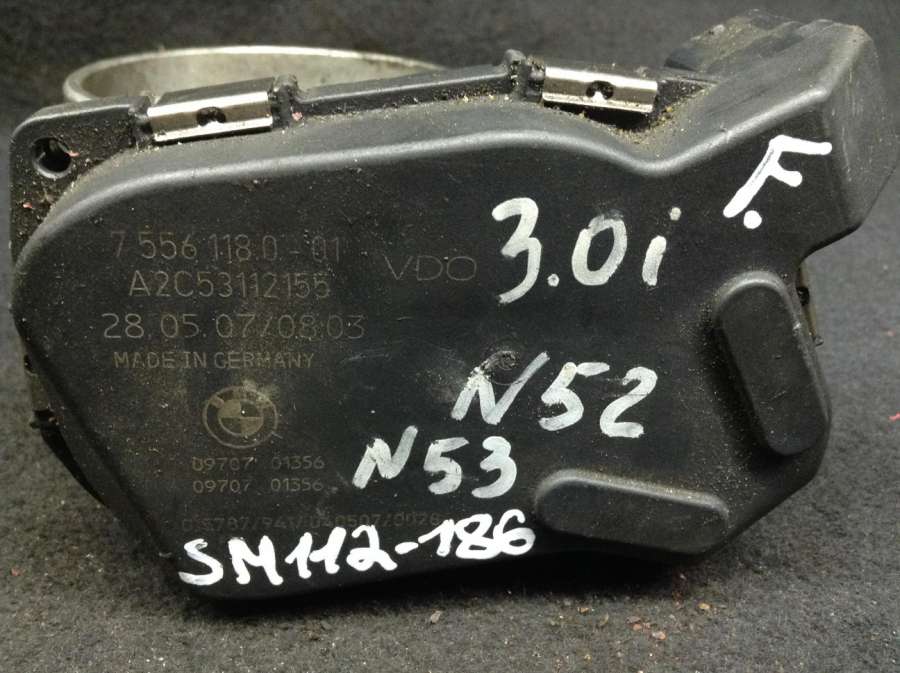 F.
3.0i
7 556 118 0 - 01
VDO
A2C53112155
28.05.07/08:03
MADE IN GERMANY
N52
N53
09707 01356
09707 01356
SM112-186